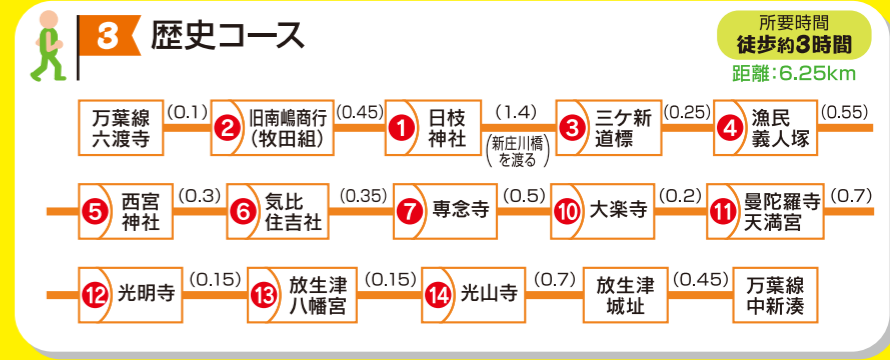 3 歴史コース
所要時間
徒歩約3時間
距離:6.25km
万葉線
六渡寺
(0.1)
2 旧南嶋商行
(牧田組)
(0.45)
1 日枝
神社
(1.4)
(新庄川橋
を渡る)
3 三ケ新
道標
(0.25)
4 漁民
義人塚
(0.55)
5 西宮
神社
(0.3)
6 気比
住吉社
(0.35)
7 専念寺
(0.5)
10 大楽寺
(0.2)
11 曼陀羅寺
天満宮
(0.7)
12 光明寺
(0.15)
13 放生津
八幡宮
(0.15)
14 光山寺
(0.7)
放生津
城址
(0.45)
万葉線
中新湊